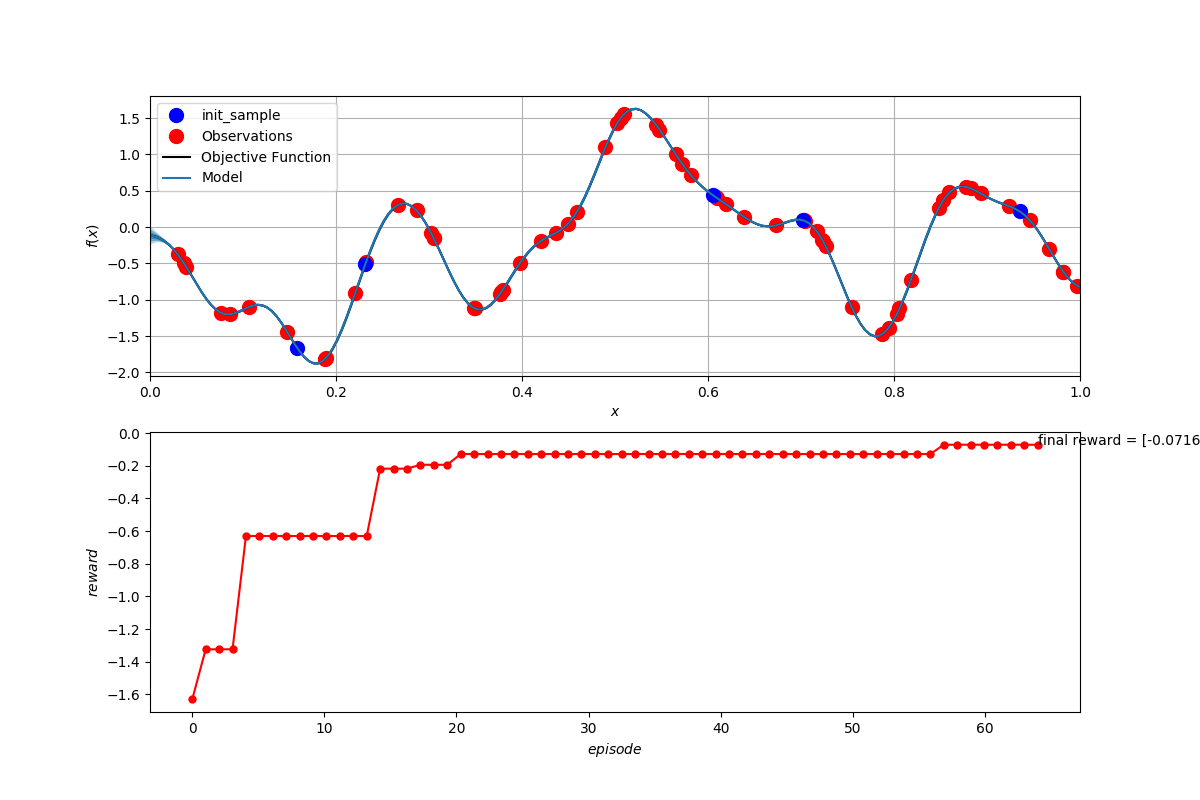 1.5
1.0
0.5
0.0
−0.5
−1.0
−1.5
−2.0
f(x)
init_sample
Observations
Objective Function
Model
0.0 0.2 0.4 0.6 0.8 1.0
x
0.0
−0.2
−0.4
−0.6
−0.8
−1.0
−1.2
−1.4
−1.6
reward
final reward = [-0.0716
0 10 20 30 40 50 60
episode